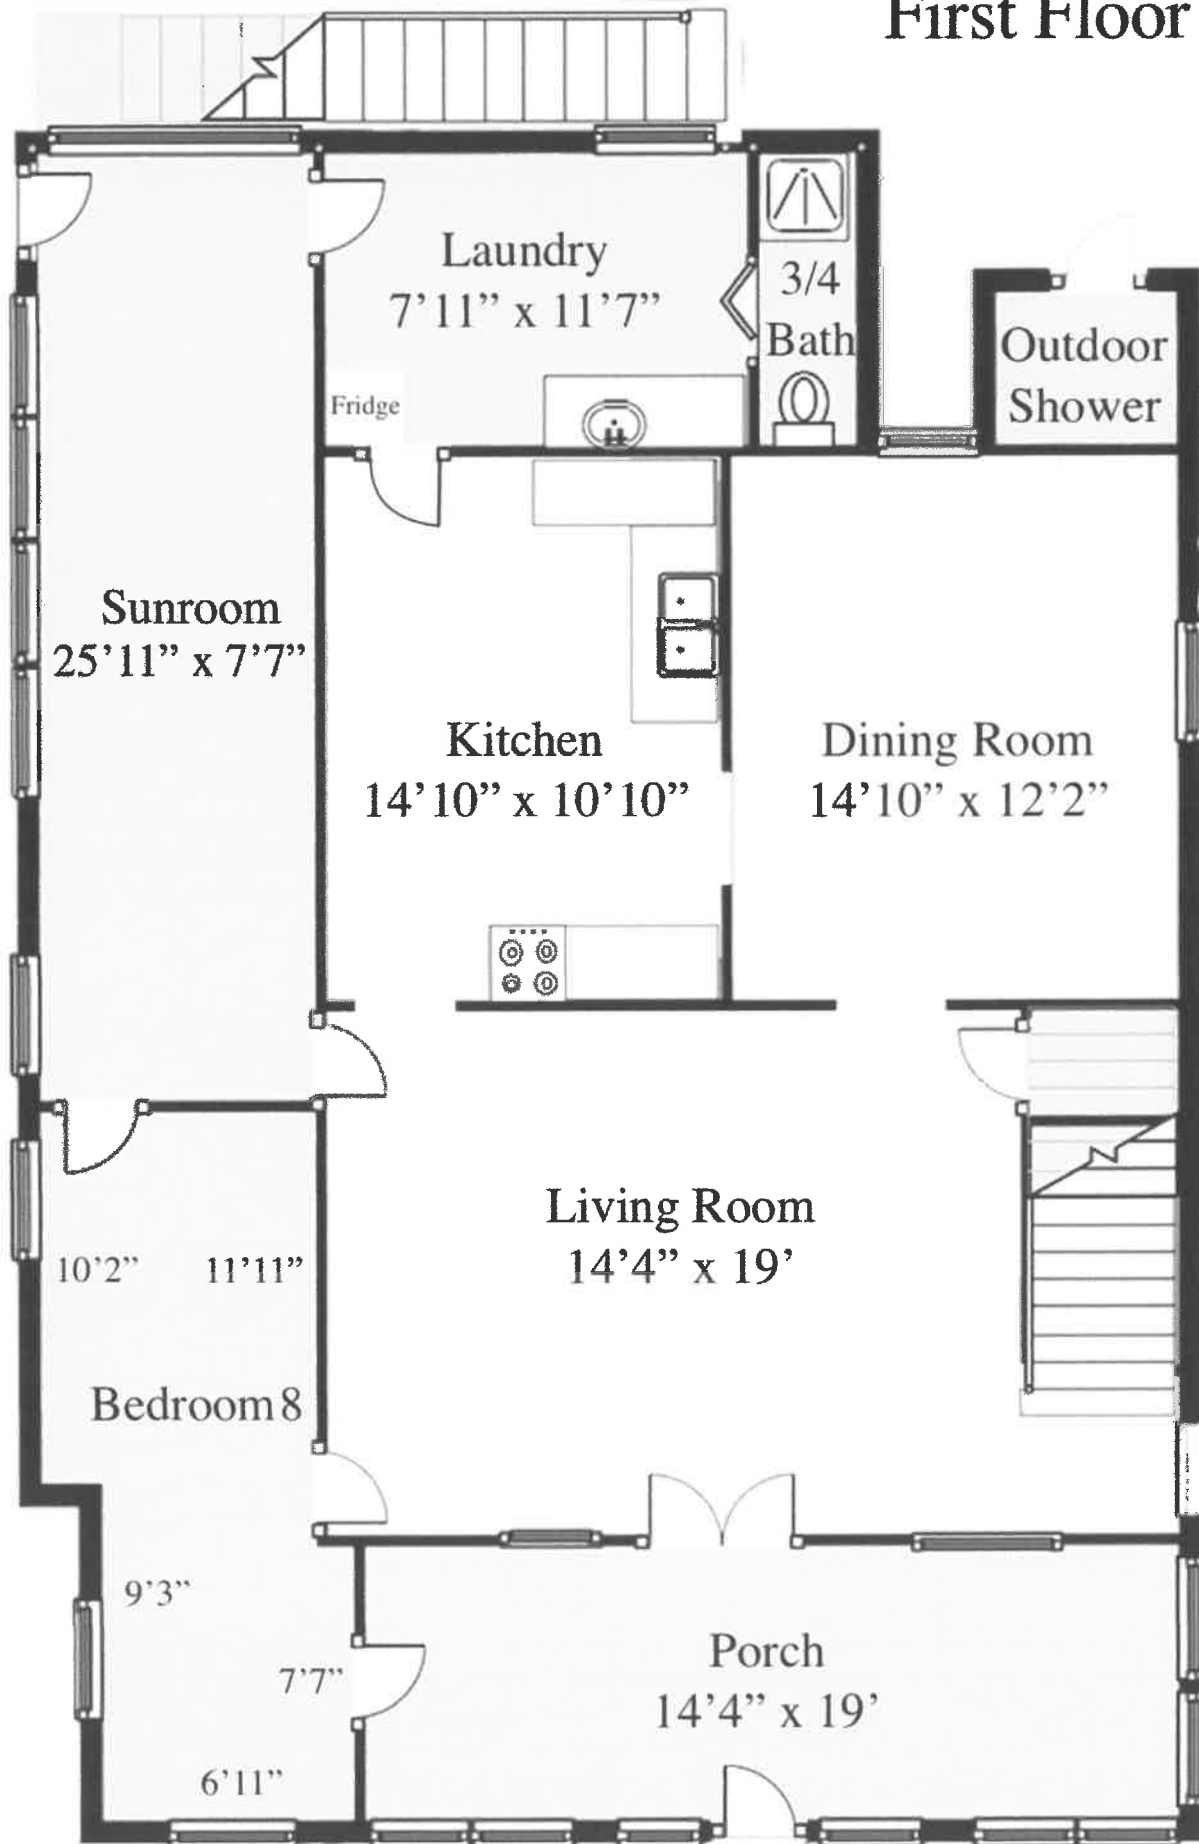 First Floor
Laundry
7'11" x 11'7"
3/4
Bath
Outdoor
Shower
Fridge
Sunroom
25'11" x 7'7"
Kitchen
14'10" x 10'10"
Dining Room
14'10" x 12'2"
Living Room
14'4" x 19'
10'2" 11'11"
Bedroom 8
9'3"
7'7"
6'11"
Porch
14'4" x 19'